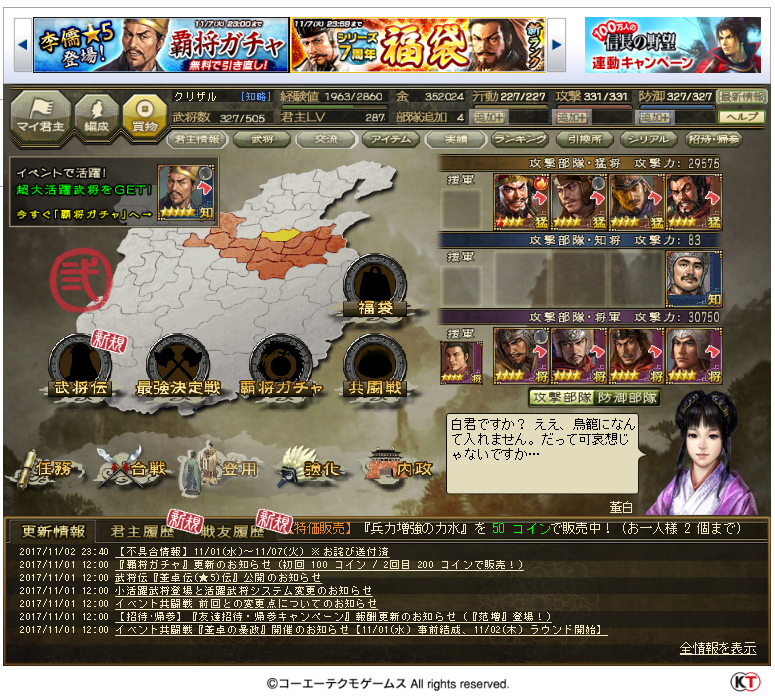 李儒★5
登場!
11/7(火) 23:00まで
覇将ガチャ
無料で引き直し!
11/7(火) 23:59まで
シリーズ
7周年
福袋
新ランク
100万人の
信長の野望
連動キャンペーン
マイ君主
編成
買物
クリザル [知略] 経験値 1963/2860 金 352024 行動 227/227 攻撃 331/331 防御 327/327 最新情報
武将数 327/505 君主LV 287 部隊追加 4 追加+ 追加+ 追加+ ヘルプ
君主情報 武将 交流 アイテム 実績 ランキング 引換所 シリアル 招待・帰参
イベントで活躍!
超大活躍武将をGET!
今すぐ「覇将ガチャ」へ→
知
攻撃部隊・猛将 攻撃力: 29575
援軍
猛 猛 猛 猛
攻撃部隊・知将 攻撃力: 83
援軍
知
攻撃部隊・将軍 攻撃力: 30750
援軍
将 将 将 将 将
攻撃部隊 防御部隊
弐
福袋
新規
武将伝 最強決定戦 覇将ガチャ 共闘戦
任務 合戦 登用 強化 内政
白君ですか? ええ、鳥籠になん
て入れません。だって可哀想じ
ゃないですか…
董白
更新情報 君主履歴 新規 戦友履歴 新規 【特価販売】『兵力増強の力水』を 50 コインで販売中! (お一人様 2 個まで)
2017/11/02 23:40 【不具合情報】11/01(水)～11/07(火) ※お詫び送付済
2017/11/01 12:00 『覇将ガチャ』更新のお知らせ (初回 100 コイン / 2回目 200 コインで販売!)
2017/11/01 12:00 武将伝『董卓伝(★5)伝』公開のお知らせ
2017/11/01 12:00 小活躍武将登場と活躍武将システム変更のお知らせ
2017/11/01 12:00 イベント共闘戦 前回との変更点についてのお知らせ
2017/11/01 12:00 【招待・帰参】『友達招待・帰参キャンペーン』報酬更新のお知らせ (『范増』登場!)
2017/11/01 12:00 イベント共闘戦『董卓の暴政』開催のお知らせ【11/01(水) 事前結成、11/02(木) ラウンド開始】
全情報を表示
©コーエーテクモゲームス All rights reserved.
KT